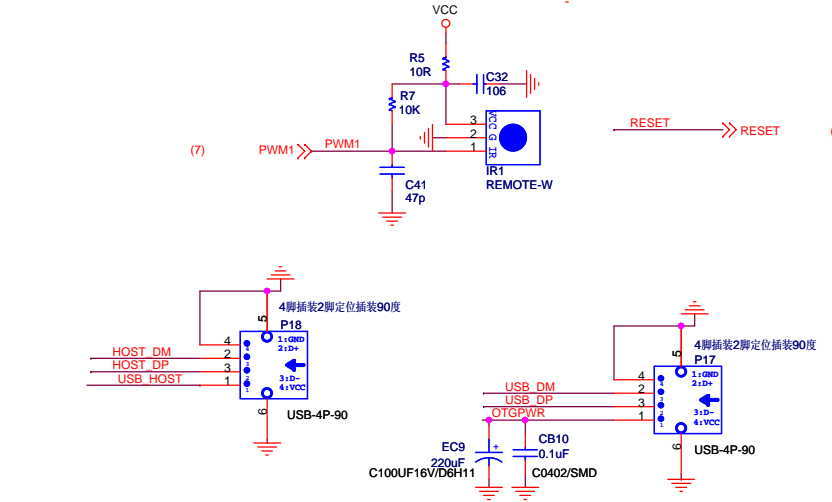 VCC
R5
10R
C32
106
R7
10K
3
2
1
VCC
G
IR
RESET
RESET
(7)
PWM1
PWM1
IR1
REMOTE-W
C41
47p
4脚插装2脚定位插装90度
5
P18
4
2
3
1
1:GND
2:D+
3:D-
4:VCC
HOST_DM
HOST_DP
USB_HOST
6
USB-4P-90
4脚插装2脚定位插装90度
5
P17
4
2
3
1
1:GND
2:D+
3:D-
4:VCC
USB_DM
USB_DP
OTGPWR
6
USB-4P-90
EC9
+
220uF
C100UF16V/D6H11
CB10
0.1uF
C0402/SMD